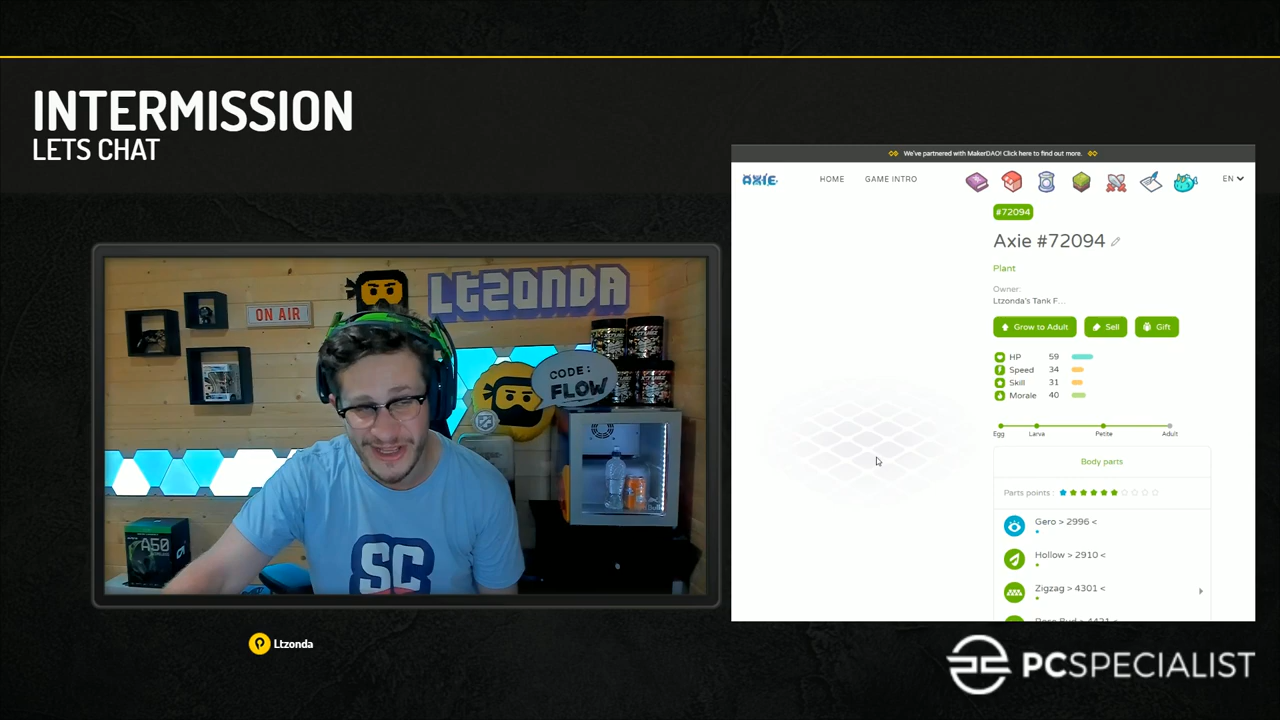 INTERMISSION
LETS CHAT
We've partnered with MakerDAO! Click here to find out more.
AXIE
HOME
GAME INTRO
EN
#72094
Axie #72094
Plant
Owner:
Ltzonda's Tank F...
Grow to Adult
Sell
Gift
HP 59
Speed 34
Skill 31
Morale 40
Egg
Larva
Petite
Adult
Body parts
Parts points :
Gero > 2996 <
Hollow > 2910 <
Zigzag > 4301 <
LTZONDA
ON AIR
CODE:
FLOW
A50
SC
Ltzonda
PCSPECIALIST